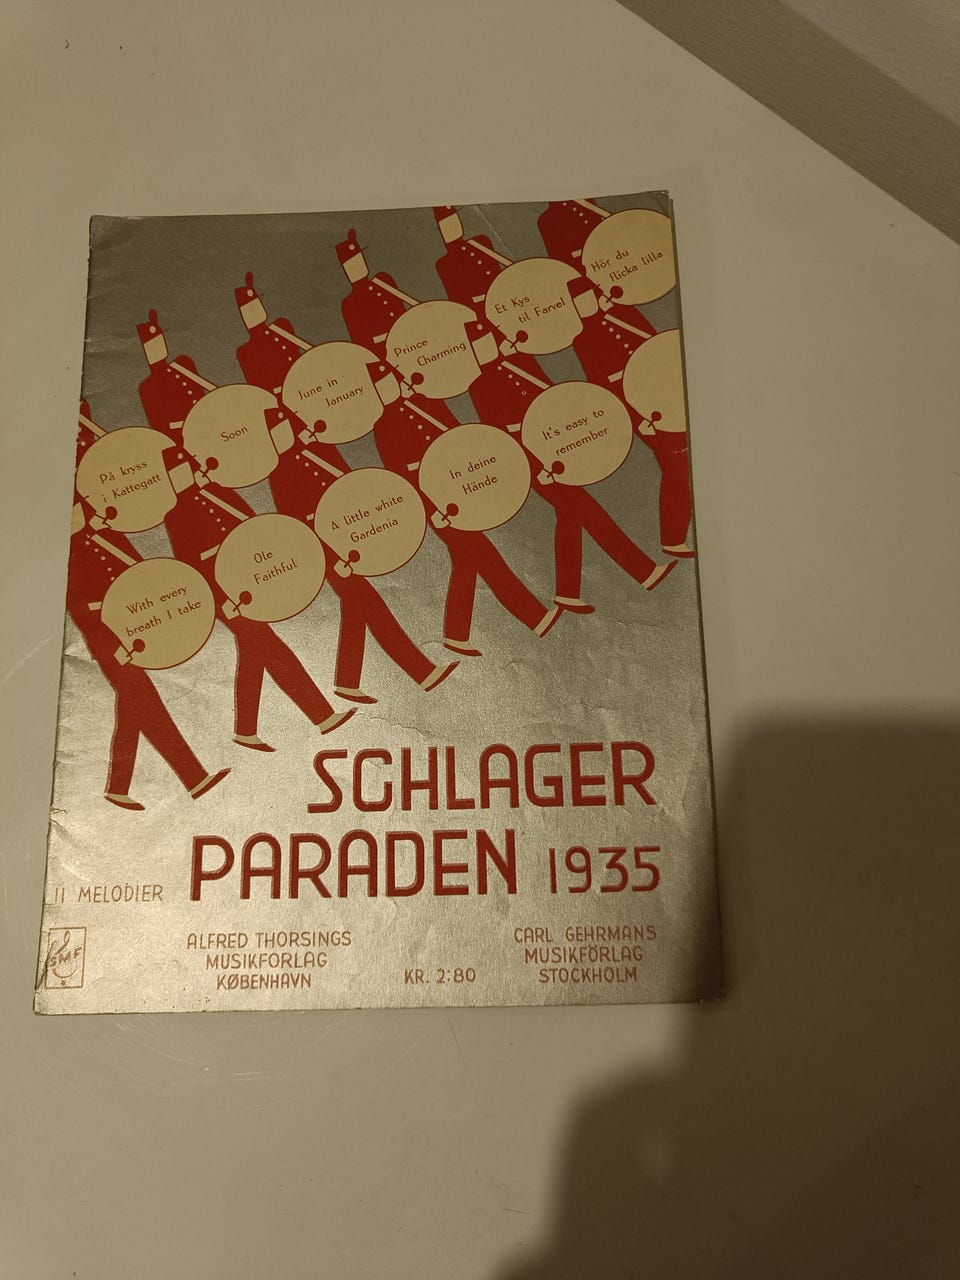 På kryss
i Kattegatt
Soon
June in
January
Prince
Charming
Et Kys
til Farvel
Hör du
flicka lilla
With every
breath I take
Ole
Faithful
A little white
Gardenia
In deine
Hände
It's easy to
remember
SCHLAGER
PARADEN 1935
11 MELODIER
SMF
ALFRED THORSINGS
MUSIKFORLAG
KØBENHAVN
KR. 2:80
CARL GEHRMANS
MUSIKFÖRLAG
STOCKHOLM